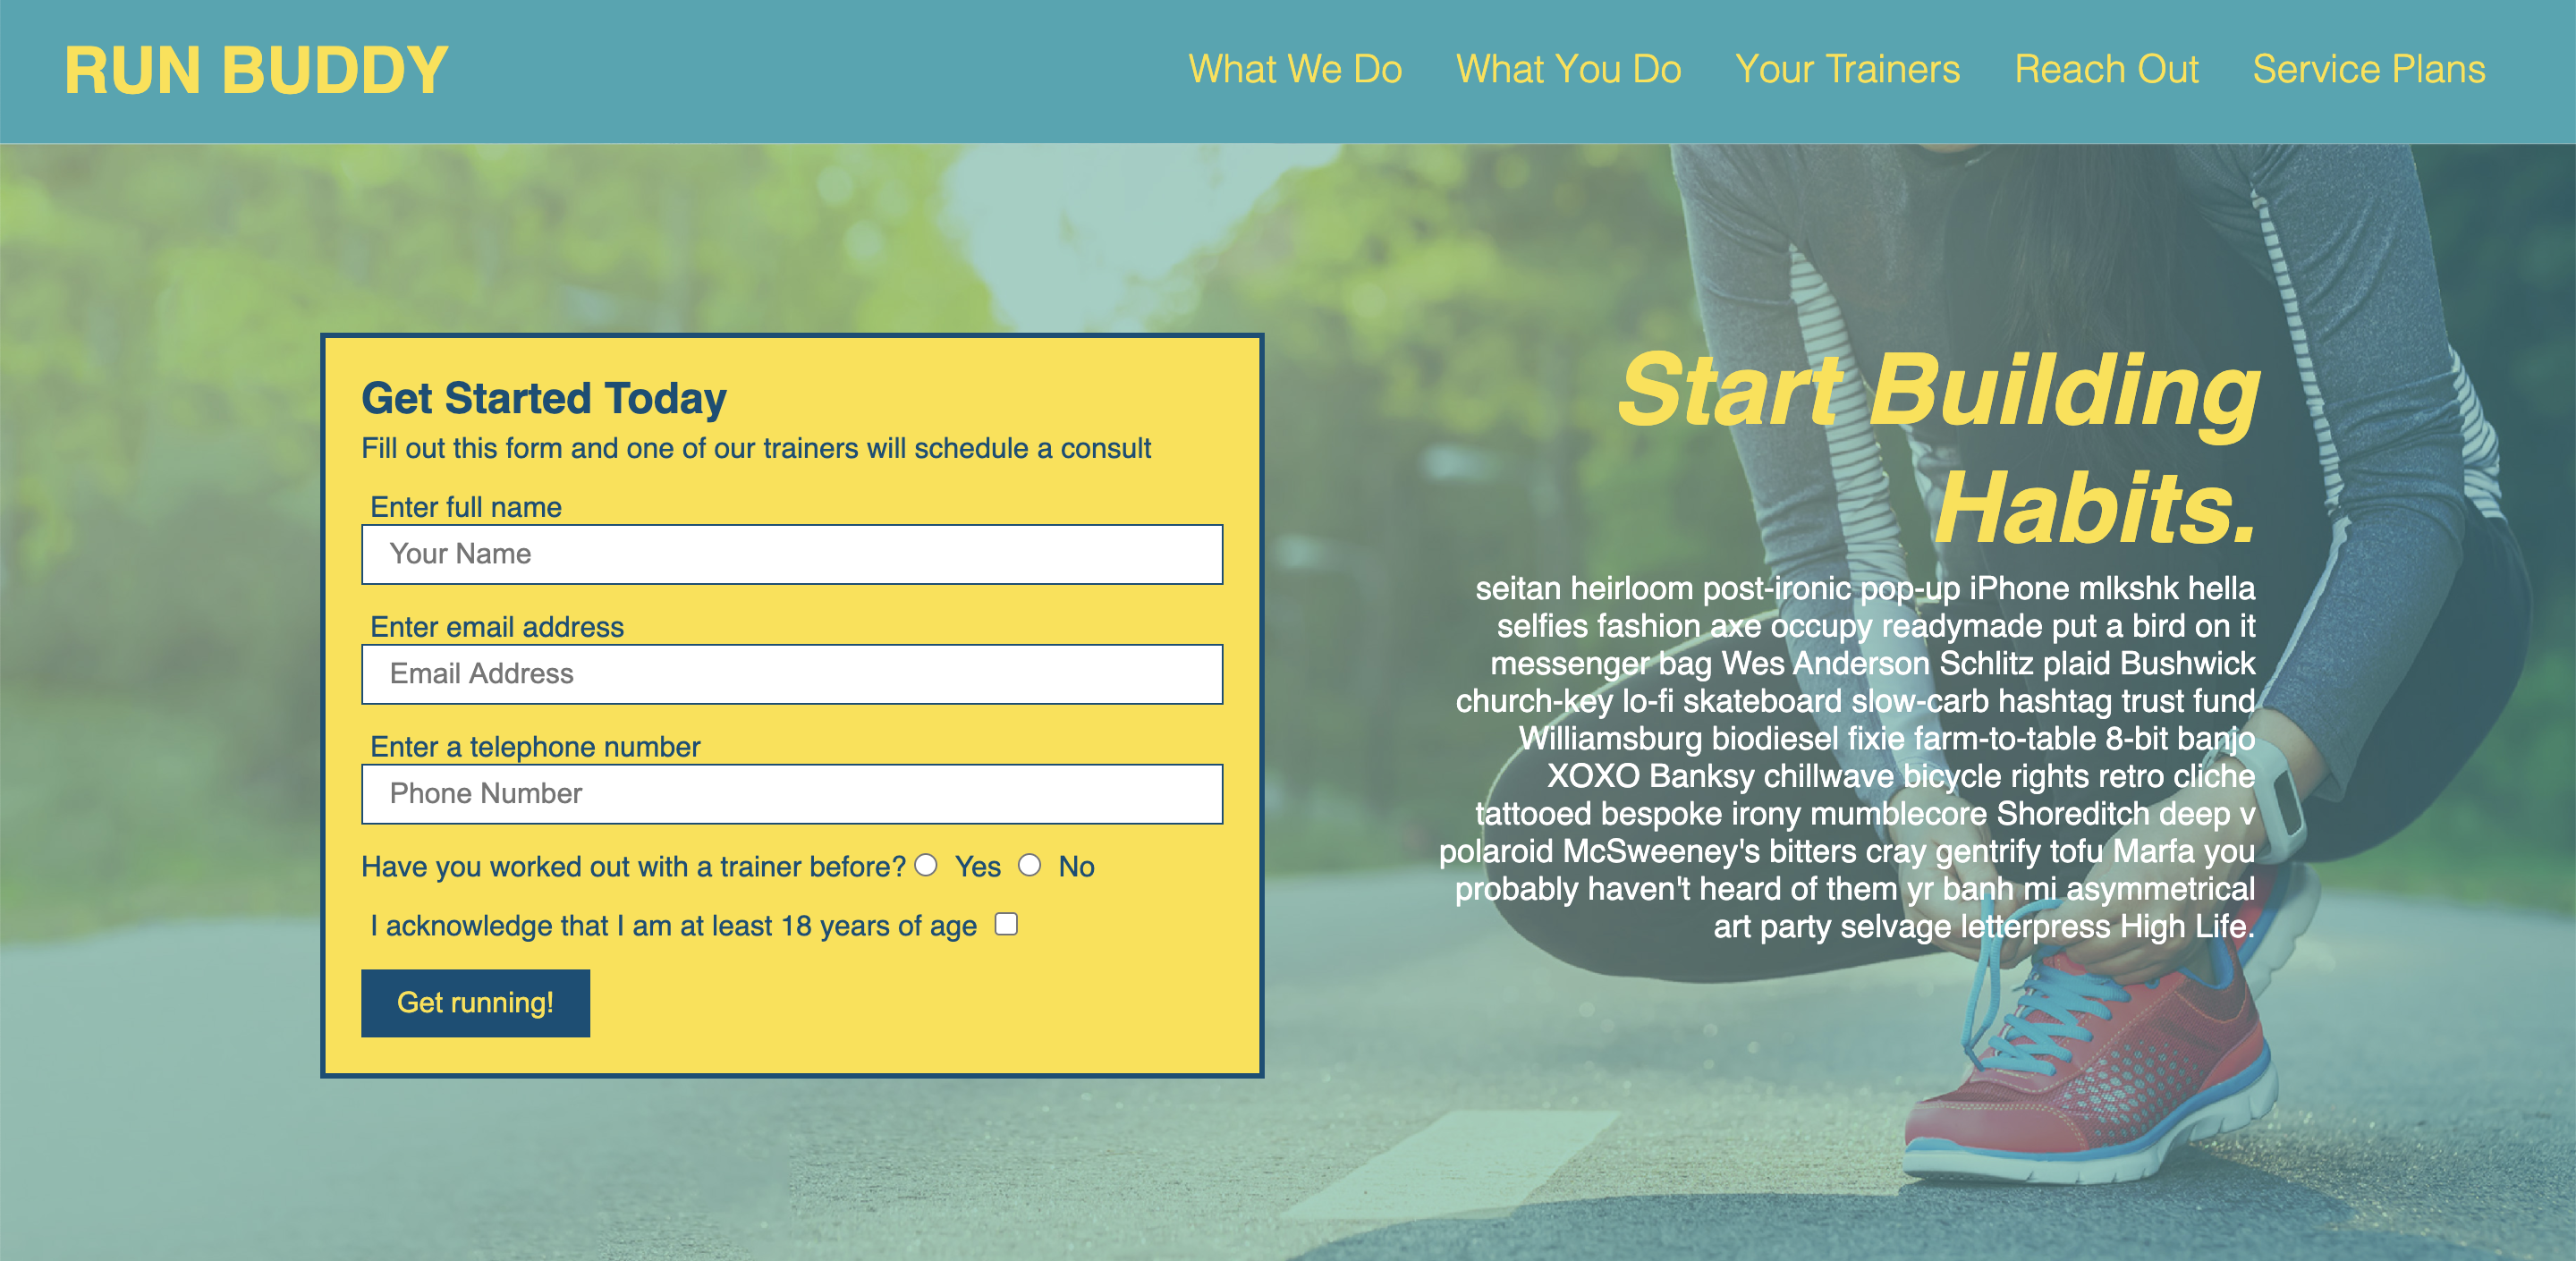 RUN BUDDY
What We Do What You Do Your Trainers Reach Out Service Plans
Get Started Today
Fill out this form and one of our trainers will schedule a consult
Enter full name
Your Name
Enter email address
Email Address
Enter a telephone number
Phone Number
Have you worked out with a trainer before? Yes No
I acknowledge that I am at least 18 years of age
Get running!
Start Building
Habits.
seitan heirloom post-ironic pop-up iPhone mlkshk hella
selfies fashion axe occupy readymade put a bird on it
messenger bag Wes Anderson Schlitz plaid Bushwick
church-key lo-fi skateboard slow-carb hashtag trust fund
Williamsburg biodiesel fixie farm-to-table 8-bit banjo
XOXO Banksy chillwave bicycle rights retro cliche
tattooed bespoke irony mumblecore Shoreditch deep v
polaroid McSweeney's bitters cray gentrify tofu Marfa you
probably haven't heard of them yr banh mi asymmetrical
art party selvage letterpress High Life.